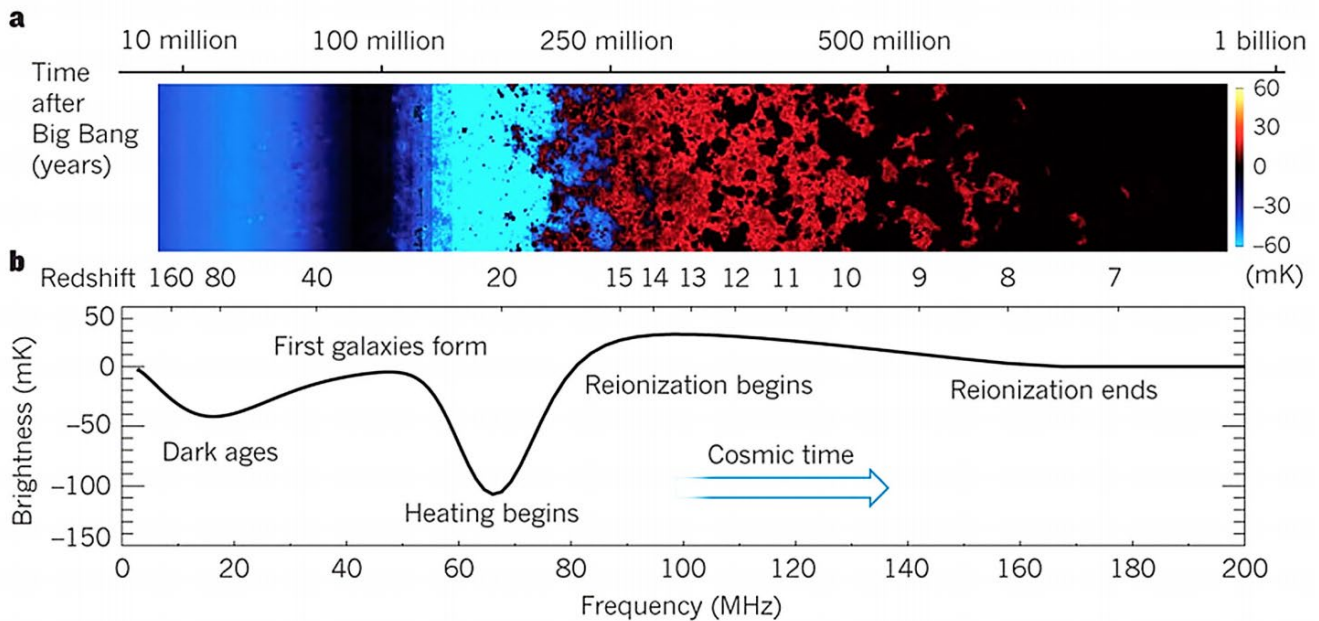 a
10 million 100 million 250 million 500 million 1 billion
Time
after
Big Bang
(years)
60
30
0
−30
−60
(mK)
b
Redshift 160 80 40 20 15 14 13 12 11 10 9 8 7
Brightness (mK)
50
0
−50
−100
−150
First galaxies form
Reionization begins
Reionization ends
Dark ages
Cosmic time
Heating begins
0 20 40 60 80 100 120 140 160 180 200
Frequency (MHz)